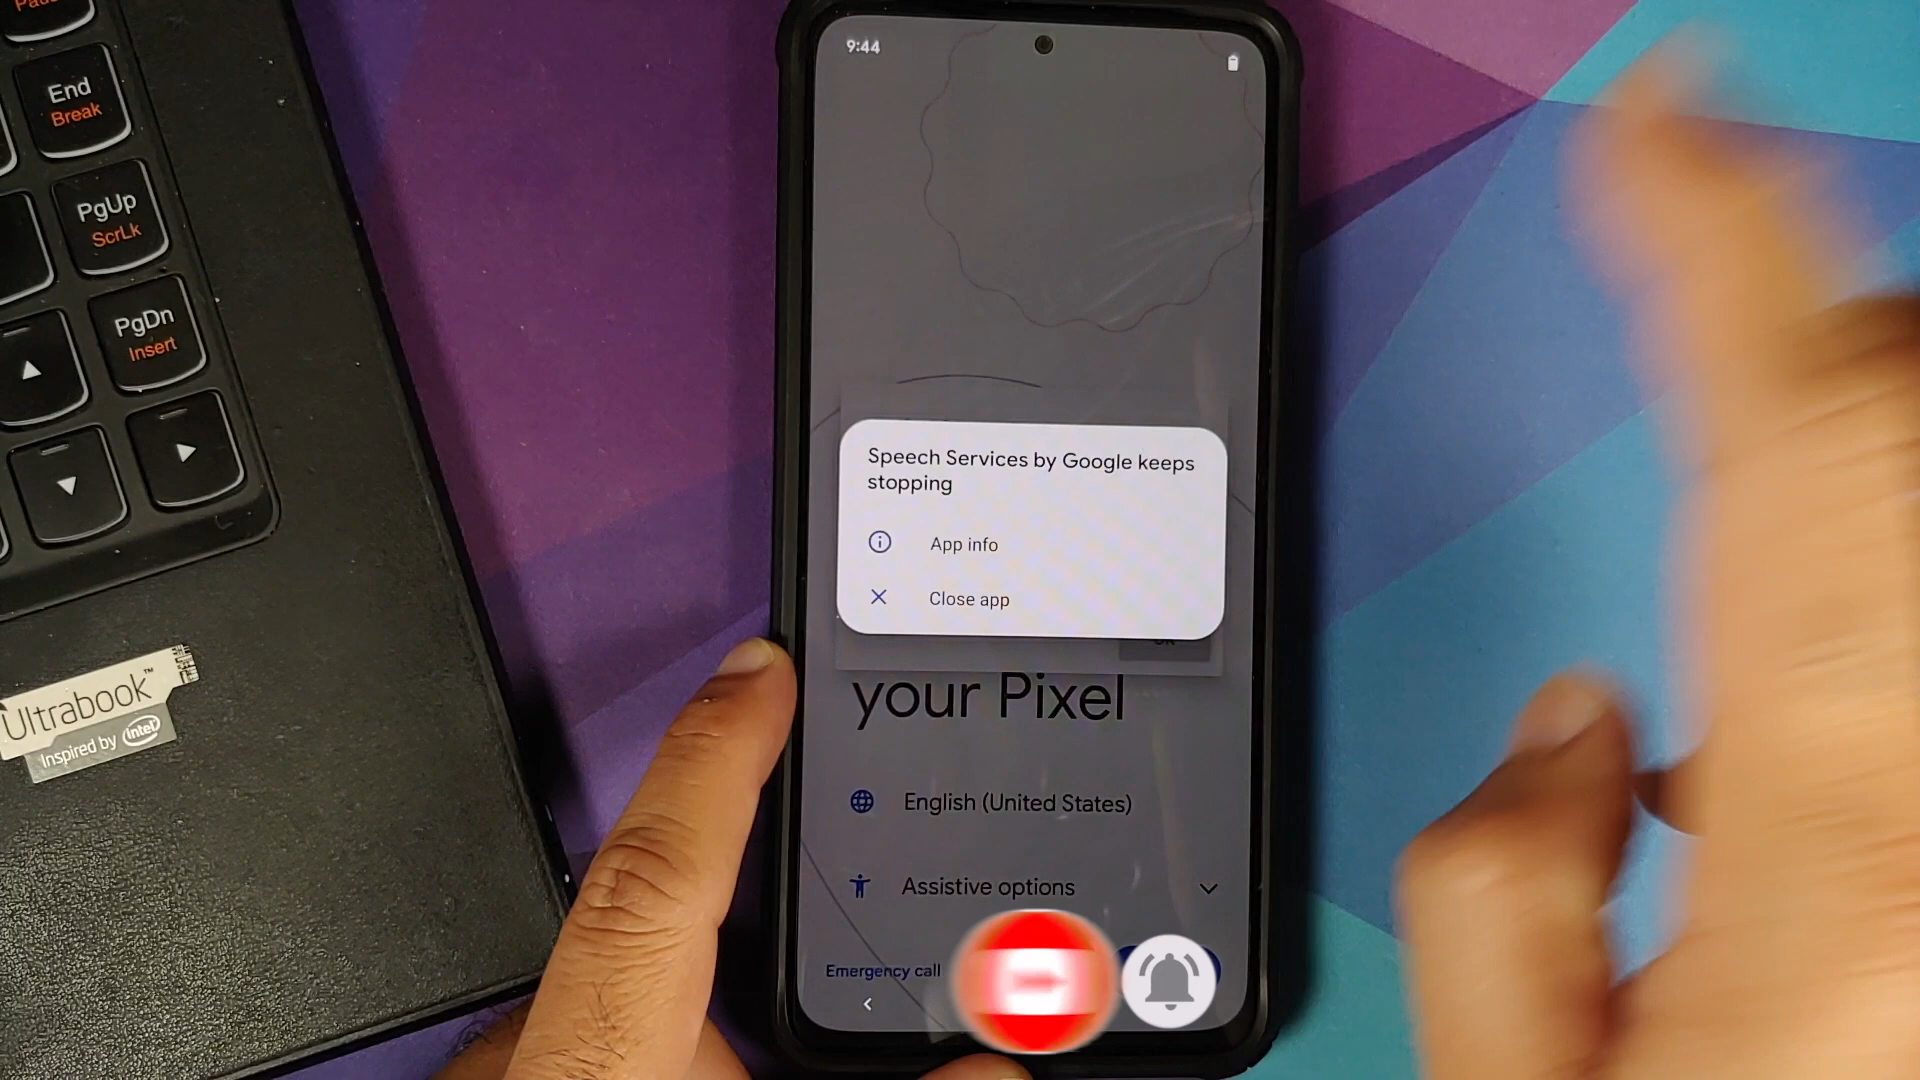 End
Break
PgUp
ScrLk
PgDn
Insert
Ultrabook™
Inspired by intel
9:44
Speech Services by Google keeps
stopping
App info
Close app
your Pixel
English (United States)
Assistive options
Emergency call